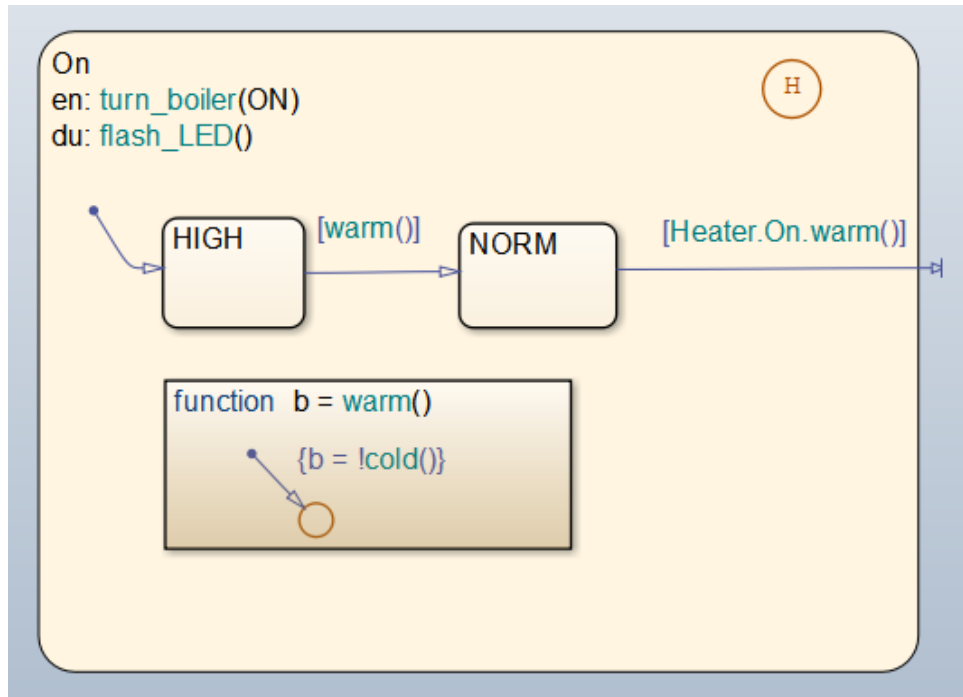 On
H
en: turn_boiler(ON)
du: flash_LED()
HIGH
[warm()]
NORM
[Heater.On.warm()]
function b = warm()
{b = !cold()}